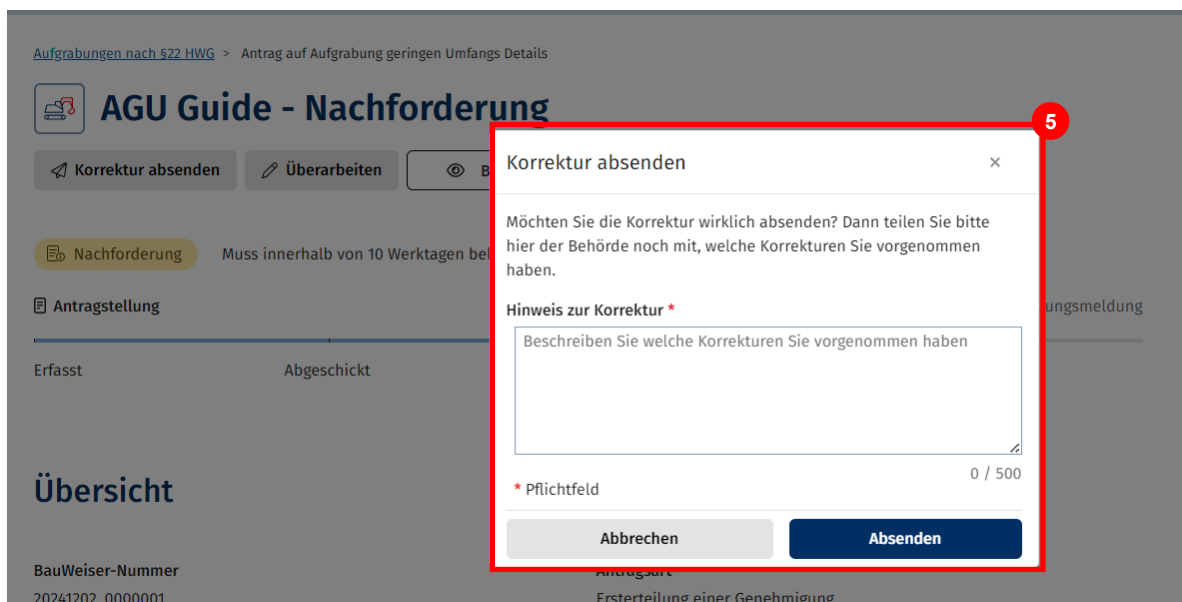 Aufgrabungen nach §22 HWG > Antrag auf Aufgrabung geringen Umfangs Details
AGU Guide - Nachforderung
5
Korrektur absenden
Überarbeiten
Korrektur absenden ×
Möchten Sie die Korrektur wirklich absenden? Dann teilen Sie bitte
hier der Behörde noch mit, welche Korrekturen Sie vorgenommen
haben.
Nachforderung Muss innerhalb von 10 Werktagen
Hinweis zur Korrektur *
Antragstellung
Beschreiben Sie welche Korrekturen Sie vorgenommen haben
Erfasst Abgeschickt
0 / 500
* Pflichtfeld
Übersicht
Abbrechen Absenden
BauWeiser-Nummer Antragsart
20241202_0000001 Ersterteilung einer Genehmigung